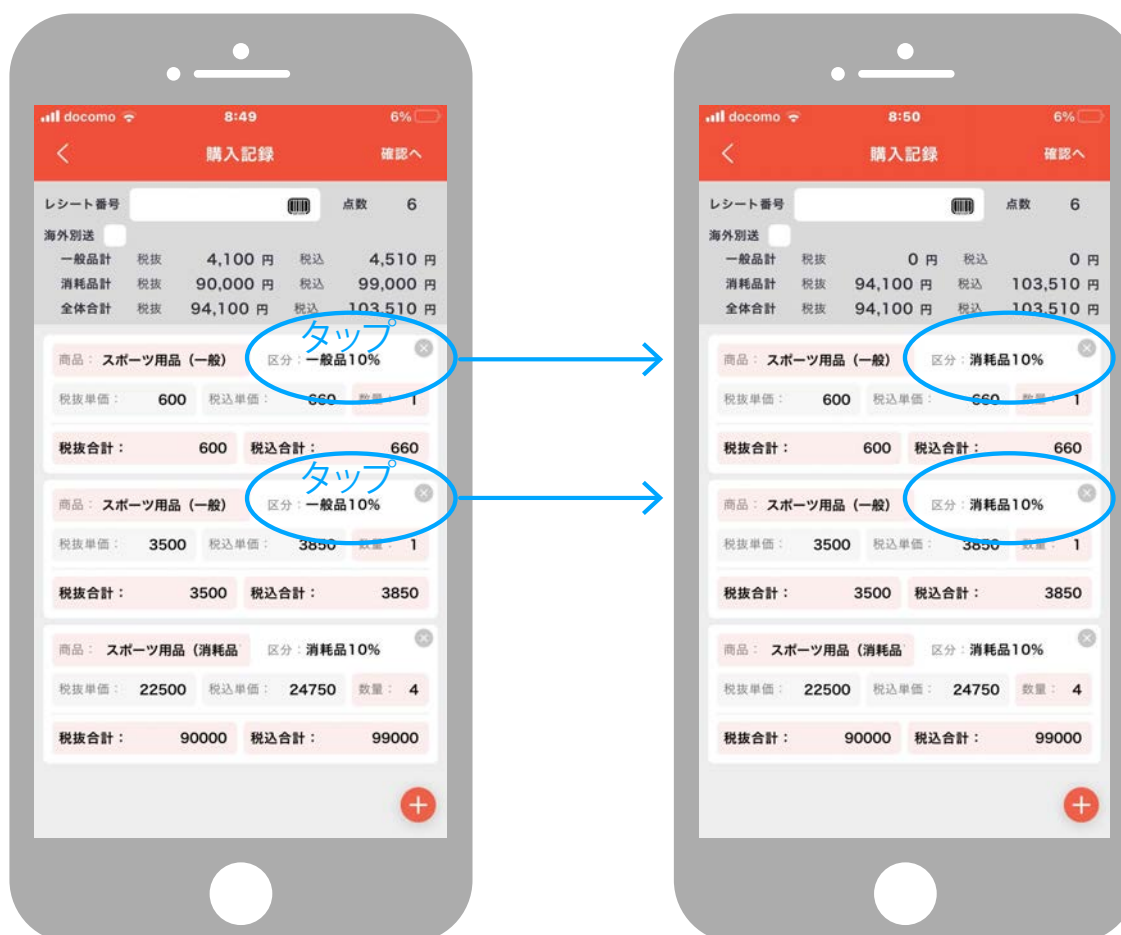 docomo 8:49 6%
購入記録 確認へ
レシート番号 点数 6
海外別送
一般品計 税抜 4,100 円 税込 4,510 円
消耗品計 税抜 90,000 円 税込 99,000 円
全体合計 税抜 94,100 円 税込 103,510 円
タップ
商品： スポーツ用品（一般） 区分：一般品10%
税抜単価： 600 税込単価： 660 数量： 1
税抜合計： 600 税込合計： 660
タップ
商品： スポーツ用品（一般） 区分：一般品10%
税抜単価： 3500 税込単価： 3850 数量： 1
税抜合計： 3500 税込合計： 3850
商品： スポーツ用品（消耗品 区分：消耗品10%
税抜単価： 22500 税込単価： 24750 数量： 4
税抜合計： 90000 税込合計： 99000
docomo 8:50 6%
購入記録 確認へ
レシート番号 点数 6
海外別送
一般品計 税抜 0 円 税込 0 円
消耗品計 税抜 94,100 円 税込 103,510 円
全体合計 税抜 94,100 円 税込 103,510 円
商品： スポーツ用品（一般） 区分：消耗品10%
税抜単価： 600 税込単価： 660 数量： 1
税抜合計： 600 税込合計： 660
商品： スポーツ用品（一般） 区分：消耗品10%
税抜単価： 3500 税込単価： 3850 数量： 1
税抜合計： 3500 税込合計： 3850
商品： スポーツ用品（消耗品 区分：消耗品10%
税抜単価： 22500 税込単価： 24750 数量： 4
税抜合計： 90000 税込合計： 99000